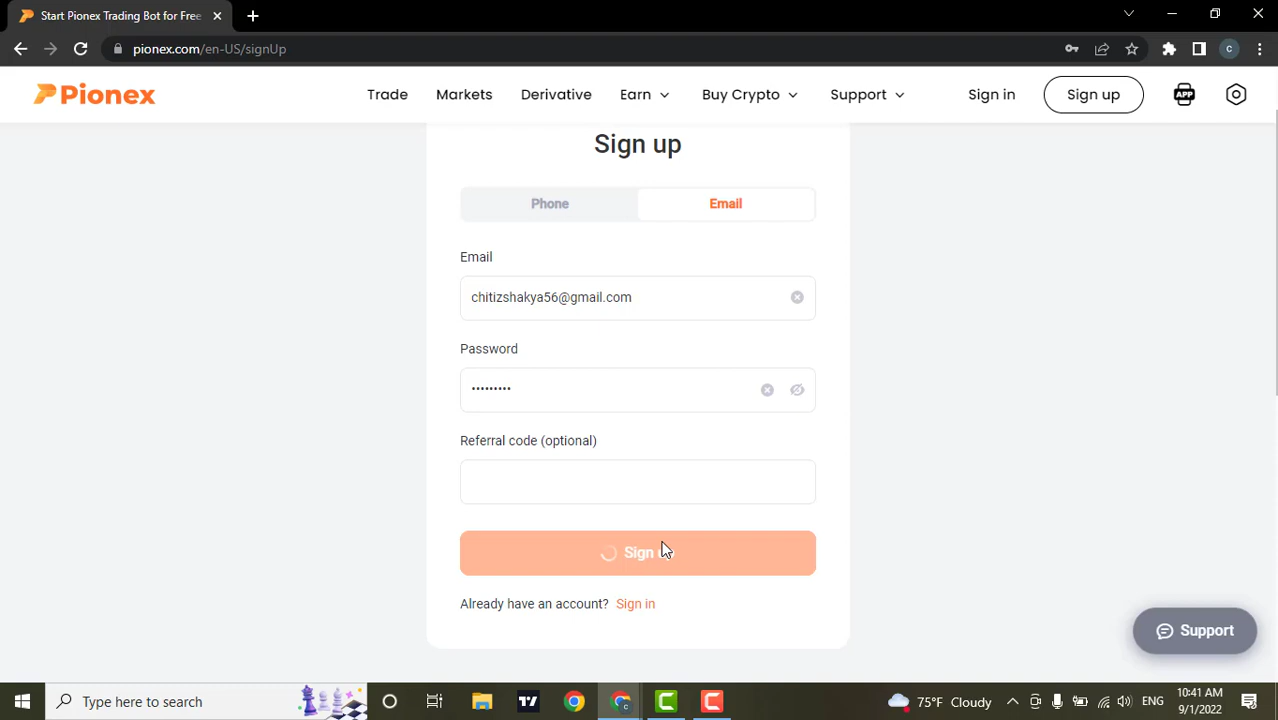 Start Pionex Trading Bot for Free
pionex.com/en-US/signUp
c
Pionex
Trade
Markets
Derivative
Earn
Buy Crypto
Support
Sign in
Sign up
APP
Sign up
Phone
Email
Email
chitizshakya56@gmail.com
Password
•••••••••
Referral code (optional)
Sign
Already have an account? Sign in
Support
Type here to search
75°F Cloudy
ENG
10:41 AM
9/1/2022